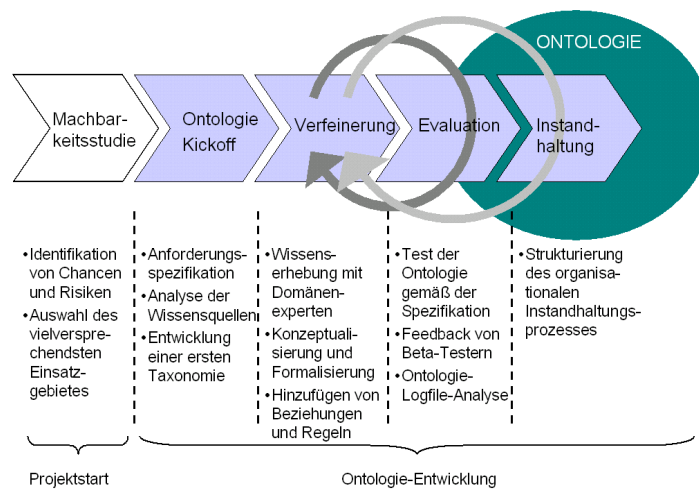 ONTOLOGIE
Machbar-
keitsstudie
Ontologie
Kickoff
Verfeinerung
Evaluation
Instand-
haltung
•Identifikation
von Chancen
und Risiken
•Auswahl des
vielverspre-
chendsten
Einsatz-
gebietes
•Anforderungs-
spezifikation
•Analyse der
Wissensquellen
•Entwicklung
einer ersten
Taxonomie
•Wissens-
erhebung mit
Domänen-
experten
•Konzeptuali-
sierung und
Formalisierung
•Hinzufügen von
Beziehungen
und Regeln
•Test der
Ontologie
gemäß der
Spezifikation
•Feedback von
Beta-Testern
•Ontologie-
Logfile-Analyse
•Strukturierung
des organisa-
tionalen
Instandhaltungs-
prozesses
Projektstart
Ontologie-Entwicklung